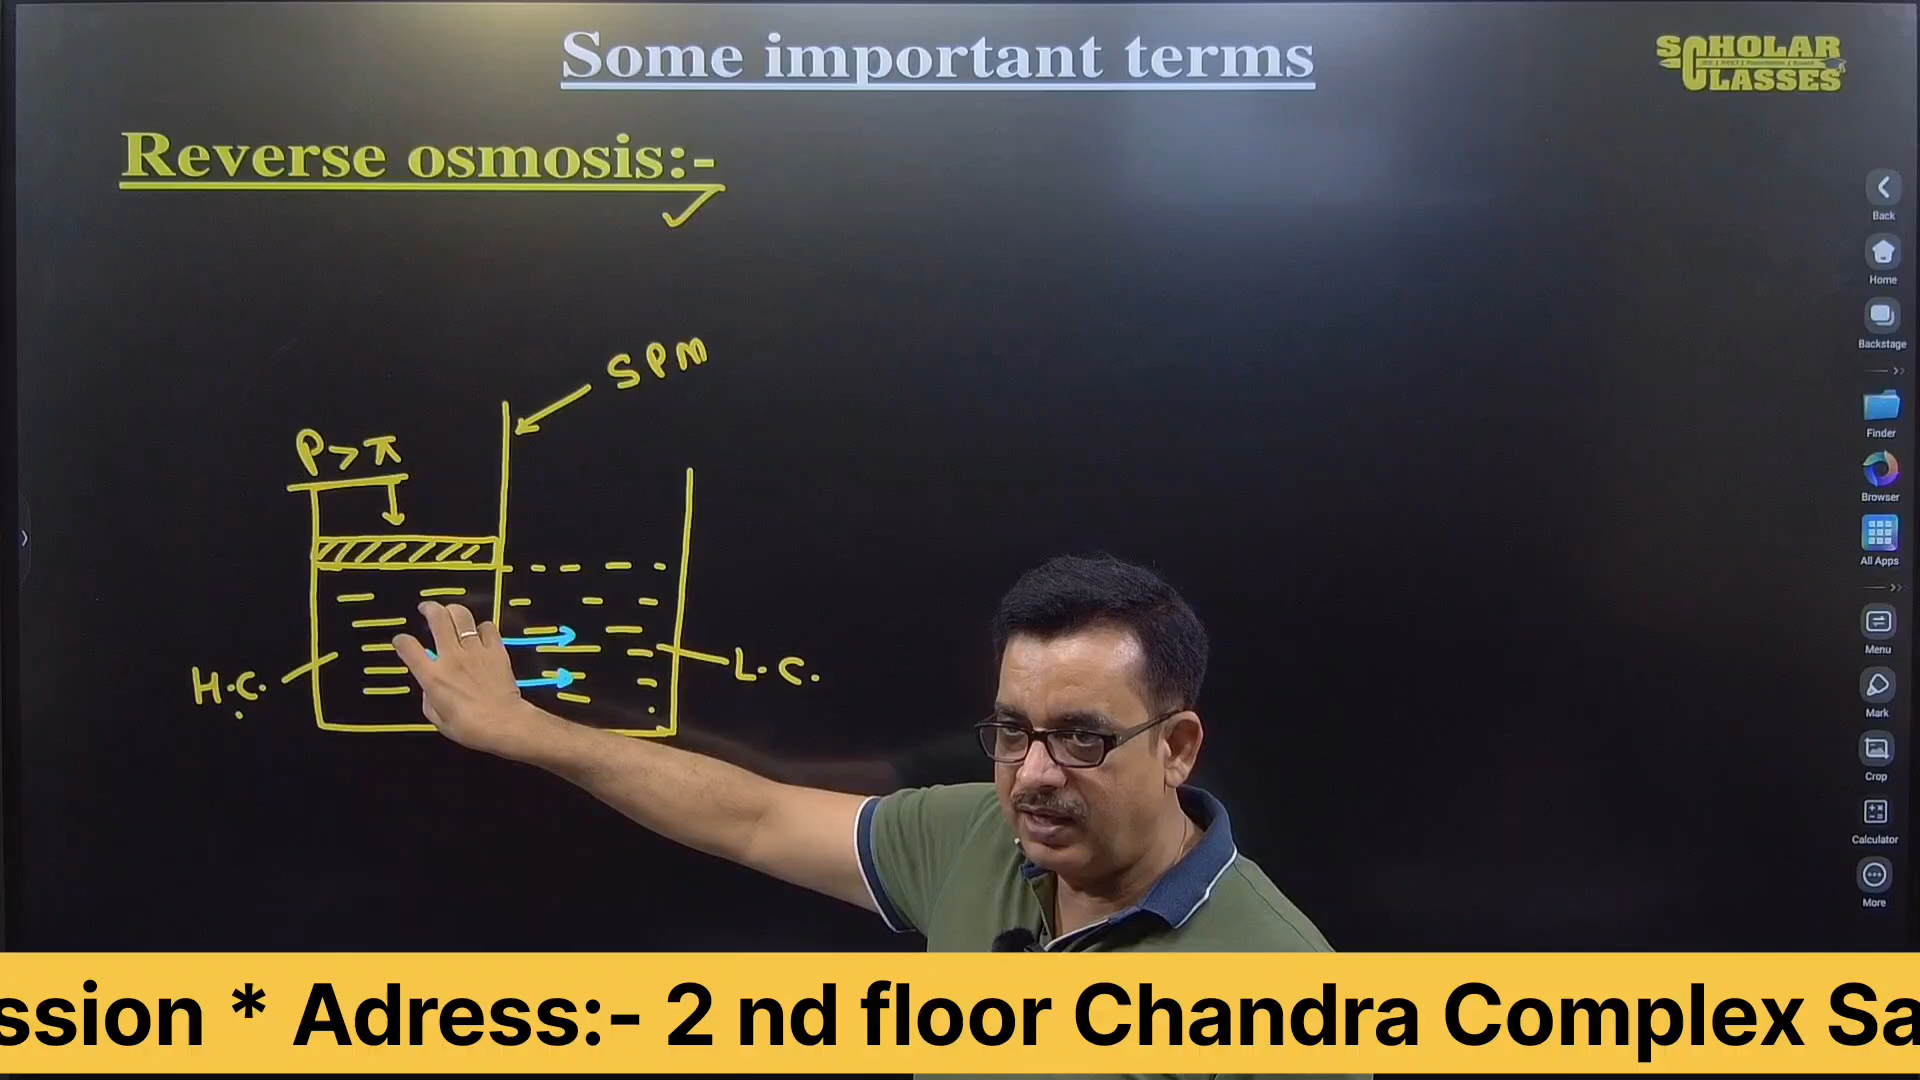 Some important terms
SCHOLAR
CLASSES
Reverse osmosis:-
SPM
P > π
H.C.
L.C.
Back
Home
Backstage
Finder
Browser
All Apps
Menu
Mark
Crop
Calculator
More
ssion * Adress:- 2 nd floor Chandra Complex Sa